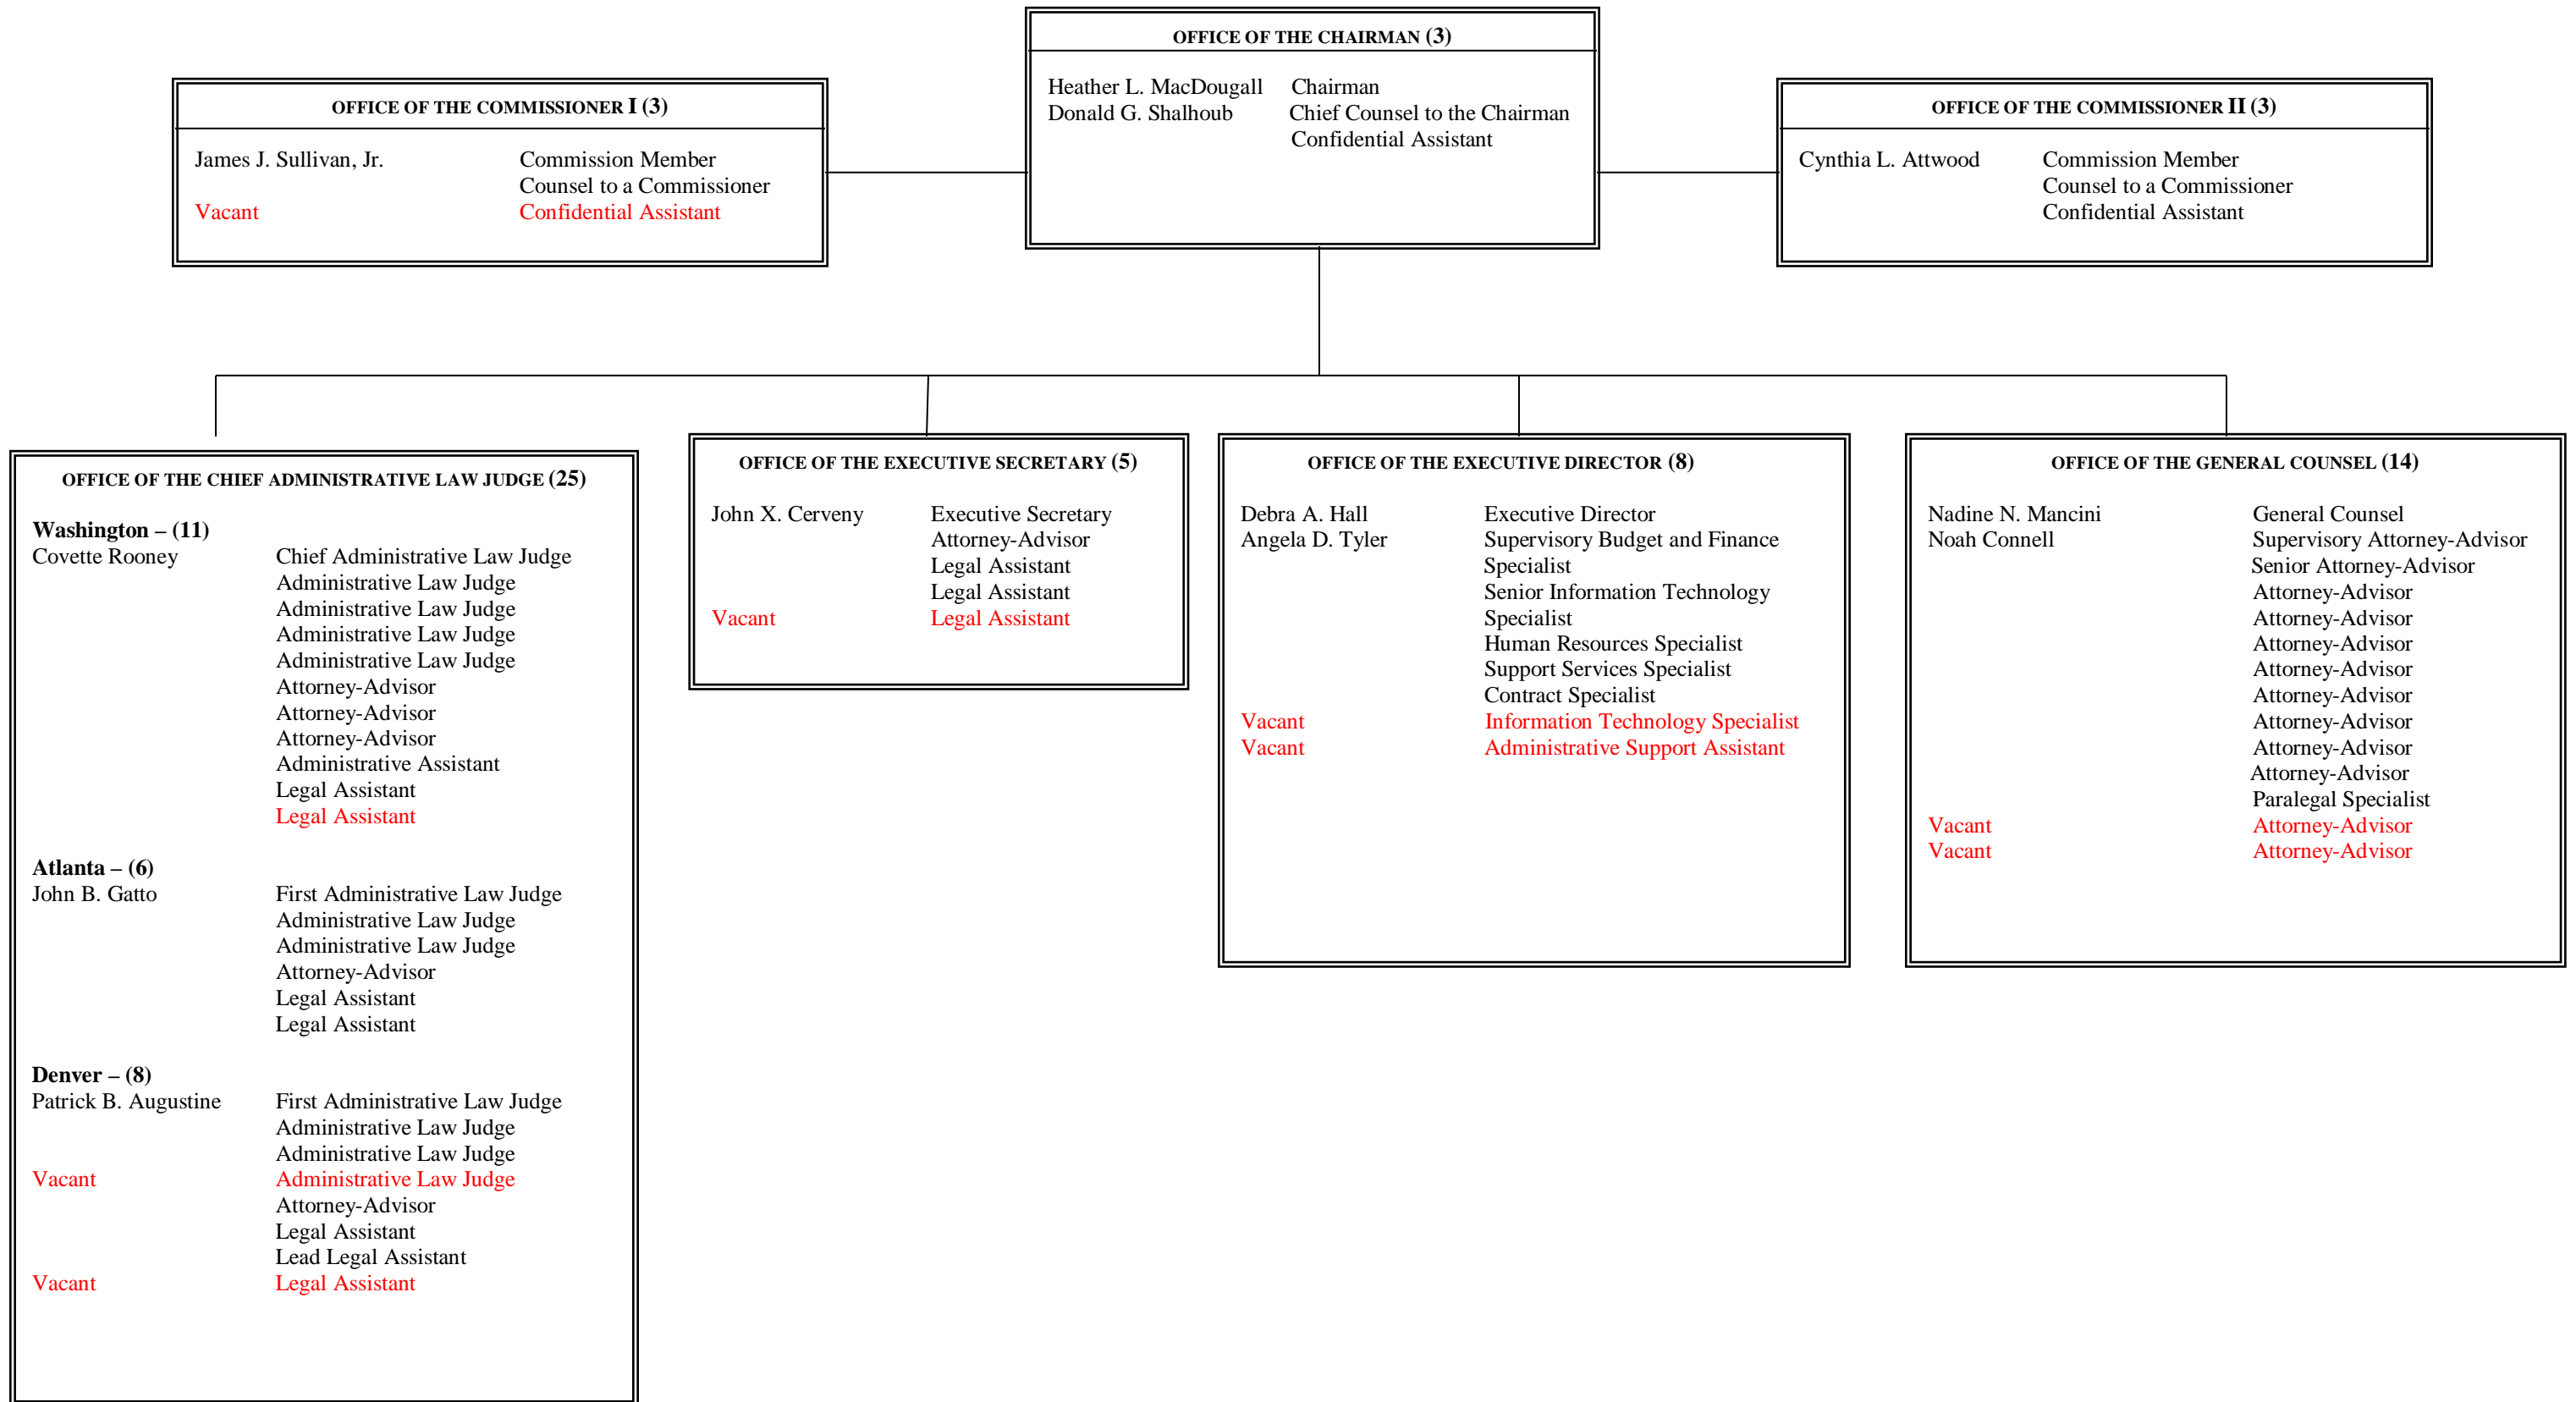 OFFICE OF THE CHAIRMAN (3)
Heather L. MacDougall Chairman
Donald G. Shalhoub Chief Counsel to the Chairman
Confidential Assistant
OFFICE OF THE COMMISSIONER I (3)
James J. Sullivan, Jr. Commission Member
Counsel to a Commissioner
Vacant Confidential Assistant
OFFICE OF THE COMMISSIONER II (3)
Cynthia L. Attwood Commission Member
Counsel to a Commissioner
Confidential Assistant
OFFICE OF THE CHIEF ADMINISTRATIVE LAW JUDGE (25)
Washington – (11)
Covette Rooney Chief Administrative Law Judge
Administrative Law Judge
Administrative Law Judge
Administrative Law Judge
Administrative Law Judge
Attorney-Advisor
Attorney-Advisor
Attorney-Advisor
Administrative Assistant
Legal Assistant
Legal Assistant
Atlanta – (6)
John B. Gatto First Administrative Law Judge
Administrative Law Judge
Administrative Law Judge
Attorney-Advisor
Legal Assistant
Legal Assistant
Denver – (8)
Patrick B. Augustine First Administrative Law Judge
Administrative Law Judge
Administrative Law Judge
Vacant Administrative Law Judge
Attorney-Advisor
Legal Assistant
Lead Legal Assistant
Vacant Legal Assistant
OFFICE OF THE EXECUTIVE SECRETARY (5)
John X. Cerveny Executive Secretary
Attorney-Advisor
Legal Assistant
Legal Assistant
Vacant Legal Assistant
OFFICE OF THE EXECUTIVE DIRECTOR (8)
Debra A. Hall Executive Director
Angela D. Tyler Supervisory Budget and Finance
Specialist
Senior Information Technology
Specialist
Human Resources Specialist
Support Services Specialist
Contract Specialist
Vacant Information Technology Specialist
Vacant Administrative Support Assistant
OFFICE OF THE GENERAL COUNSEL (14)
Nadine N. Mancini General Counsel
Noah Connell Supervisory Attorney-Advisor
Senior Attorney-Advisor
Attorney-Advisor
Attorney-Advisor
Attorney-Advisor
Attorney-Advisor
Attorney-Advisor
Attorney-Advisor
Attorney-Advisor
Attorney-Advisor
Paralegal Specialist
Vacant Attorney-Advisor
Vacant Attorney-Advisor